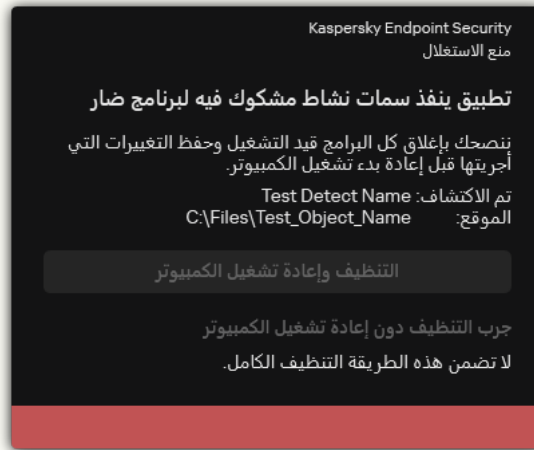 Kaspersky Endpoint Security
منع الاستغلال
تطبيق ينفذ سمات نشاط مشكوك فيه لبرنامج ضار
ننصحك بإغلاق كل البرامج قيد التشغيل وحفظ التغييرات التي
أجريتها قبل إعادة بدء تشغيل الكمبيوتر.
تم الاكتشاف: Test Detect Name
الموقع: C:\Files\Test_Object_Name
التنظيف وإعادة تشغيل الكمبيوتر
جرب التنظيف دون إعادة تشغيل الكمبيوتر
لا تضمن هذه الطريقة التنظيف الكامل.